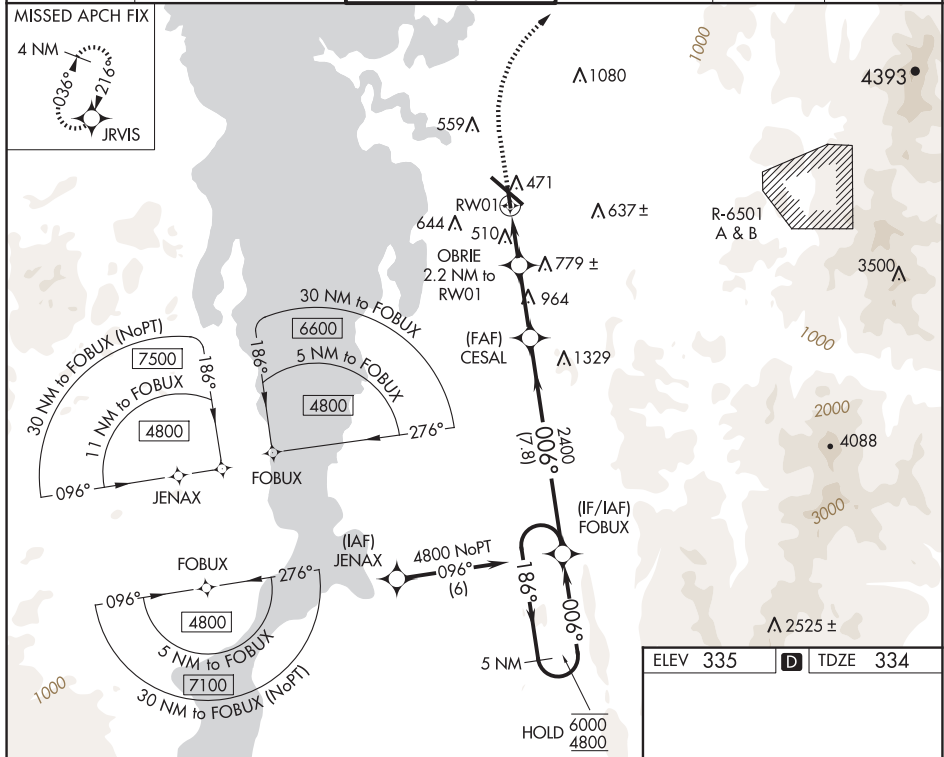 MISSED APCH FIX
4 NM
036°
216°
JRVIS
1000
1080
4393
559
471
RW01
637 ±
R-6501
A & B
644
510
OBRIE
2.2 NM to
RW01
779 ±
3500
964
30 NM to FOBUX
6600
186°
5 NM to FOBUX
4800
276°
FOBUX
30 NM to FOBUX (NoPT)
7500
186°
11 NM to FOBUX
4800
096°
JENAX
(FAF)
CESAL
1329
1000
2000
4088
3000
2400
006°
(7.8)
(IF/IAF)
FOBUX
(IAF)
JENAX
4800 NoPT
096°
(6)
186°
006°
5 NM
HOLD
6000
4800
FOBUX
096°
276°
4800
5 NM to FOBUX
7100
30 NM to FOBUX (NoPT)
1000
2525 ±
ELEV 335
D
TDZE 334